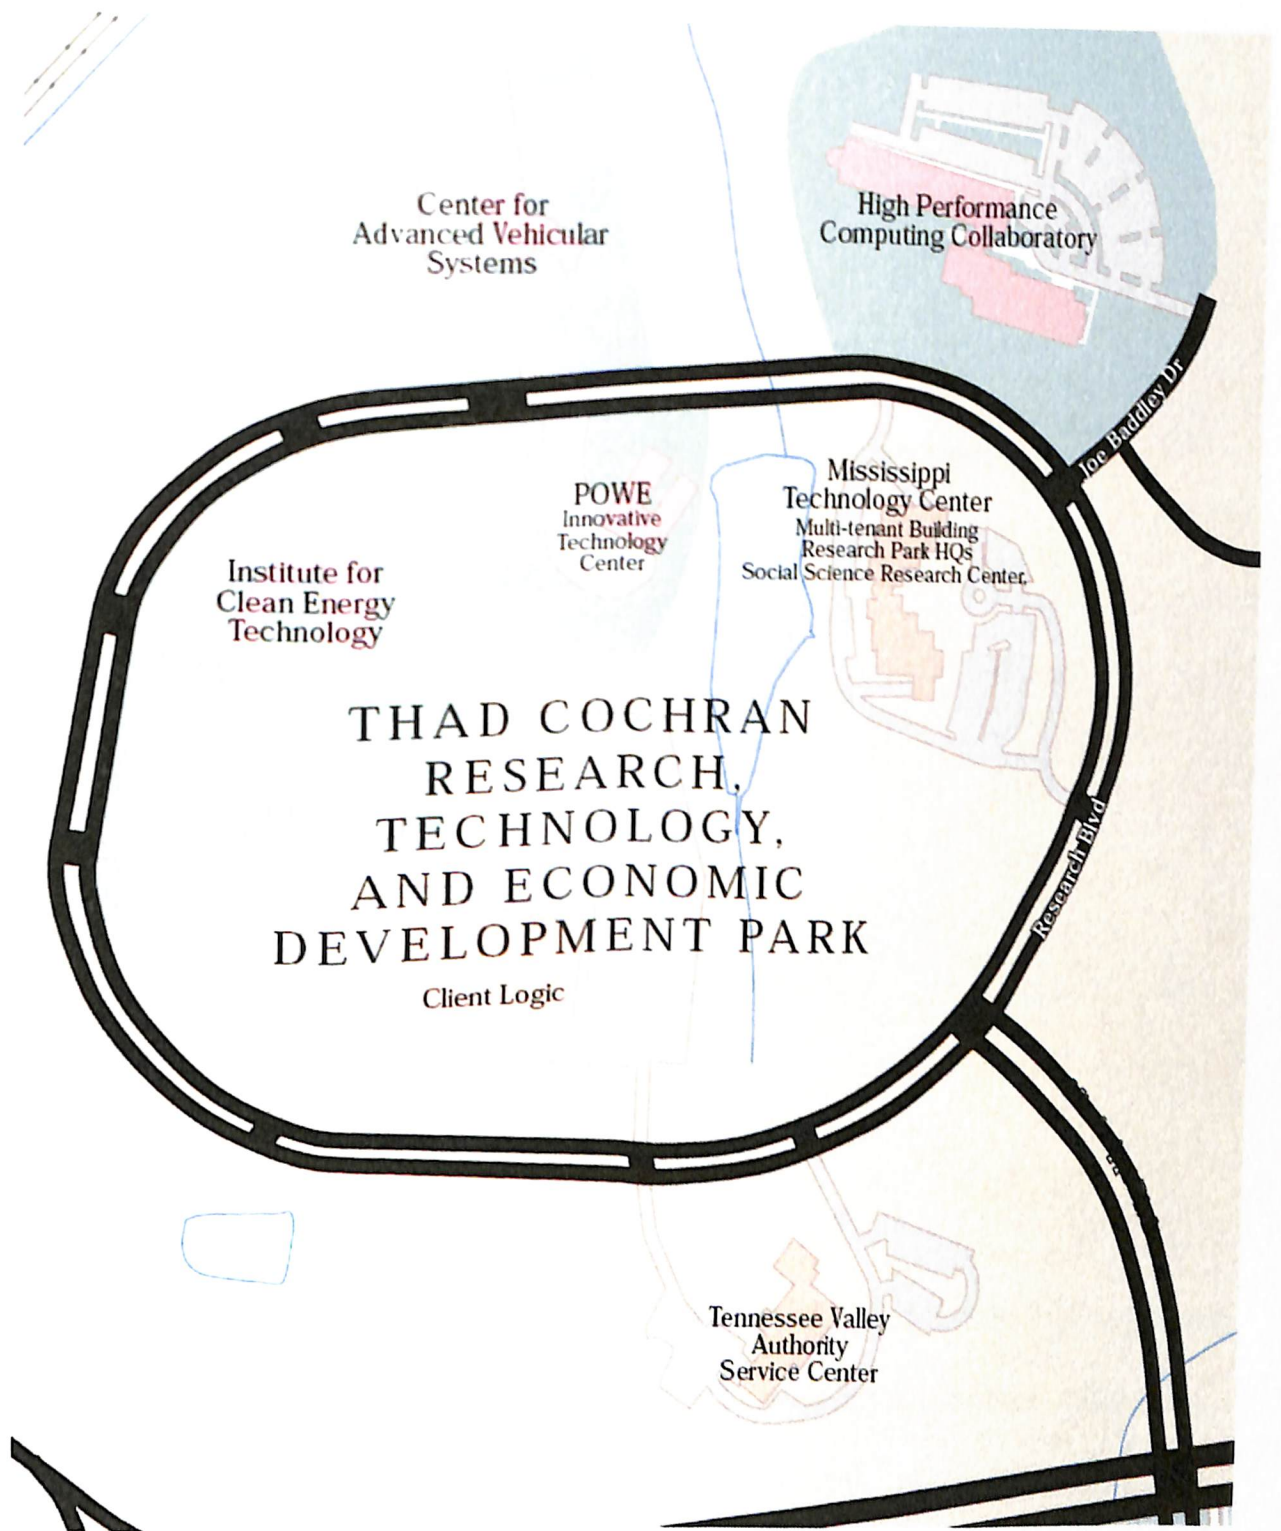 Center for
Advanced Vehicular
Systems
High Performance
Computing Collaboratory
Joe Baddley Dr
POWE
Innovative
Technology
Center
Mississippi
Technology Center
Multi-tenant Building
Research Park HQs
Social Science Research Center,
Institute for
Clean Energy
Technology
THAD COCHRAN
RESEARCH,
TECHNOLOGY,
AND ECONOMIC
DEVELOPMENT PARK
Client Logic
Research Blvd
Tennessee Valley
Authority
Service Center